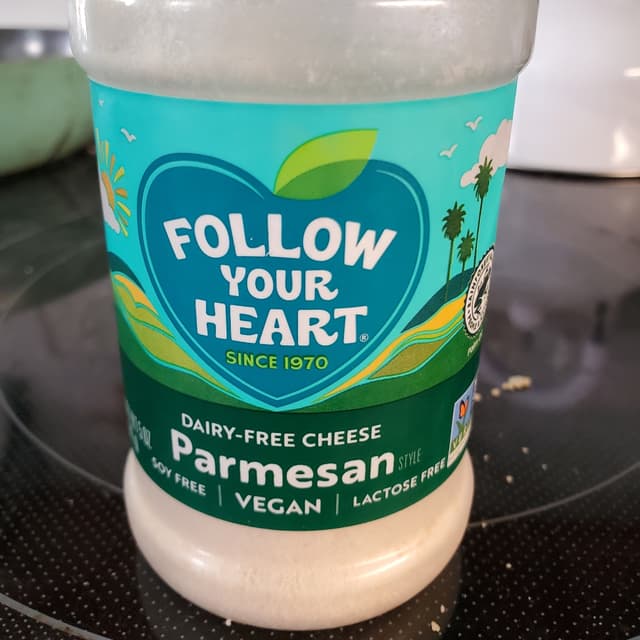 FOLLOW
YOUR
HEART®
SINCE 1970
DAIRY-FREE CHEESE
Parmesan STYLE
SOY FREE | VEGAN | LACTOSE FREE